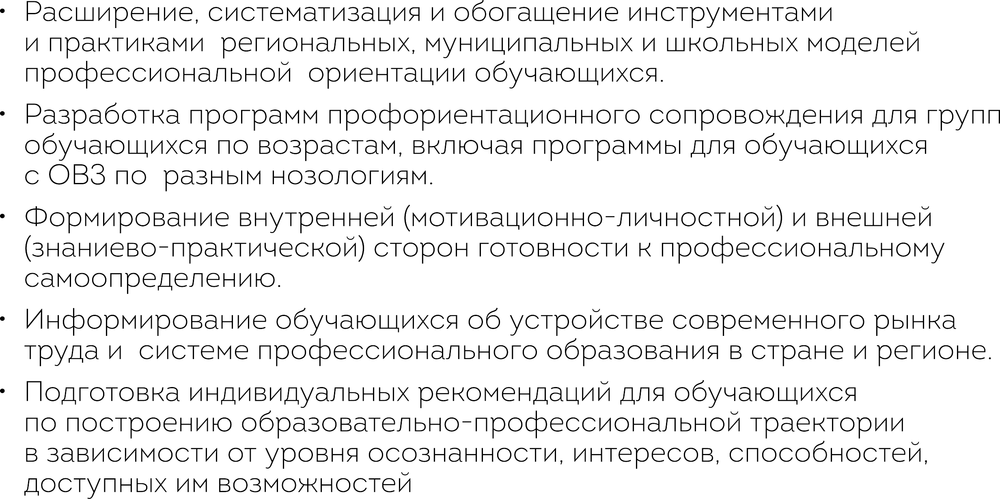 • Расширение, систематизация и обогащение инструментами
и практиками  региональных, муниципальных и школьных моделей
профессиональной  ориентации обучающихся.
• Разработка программ профориентационного сопровождения для групп
обучающихся по возрастам, включая программы для обучающихся
с ОВЗ по  разным нозологиям.
• Формирование внутренней (мотивационно-личностной) и внешней
(знаниево-практической) сторон готовности к профессиональному
самоопределению.
• Информирование обучающихся об устройстве современного рынка
труда и  системе профессионального образования в стране и регионе.
• Подготовка индивидуальных рекомендаций для обучающихся
по построению образовательно-профессиональной траектории
в зависимости от уровня осознанности, интересов, способностей,
доступных им возможностей